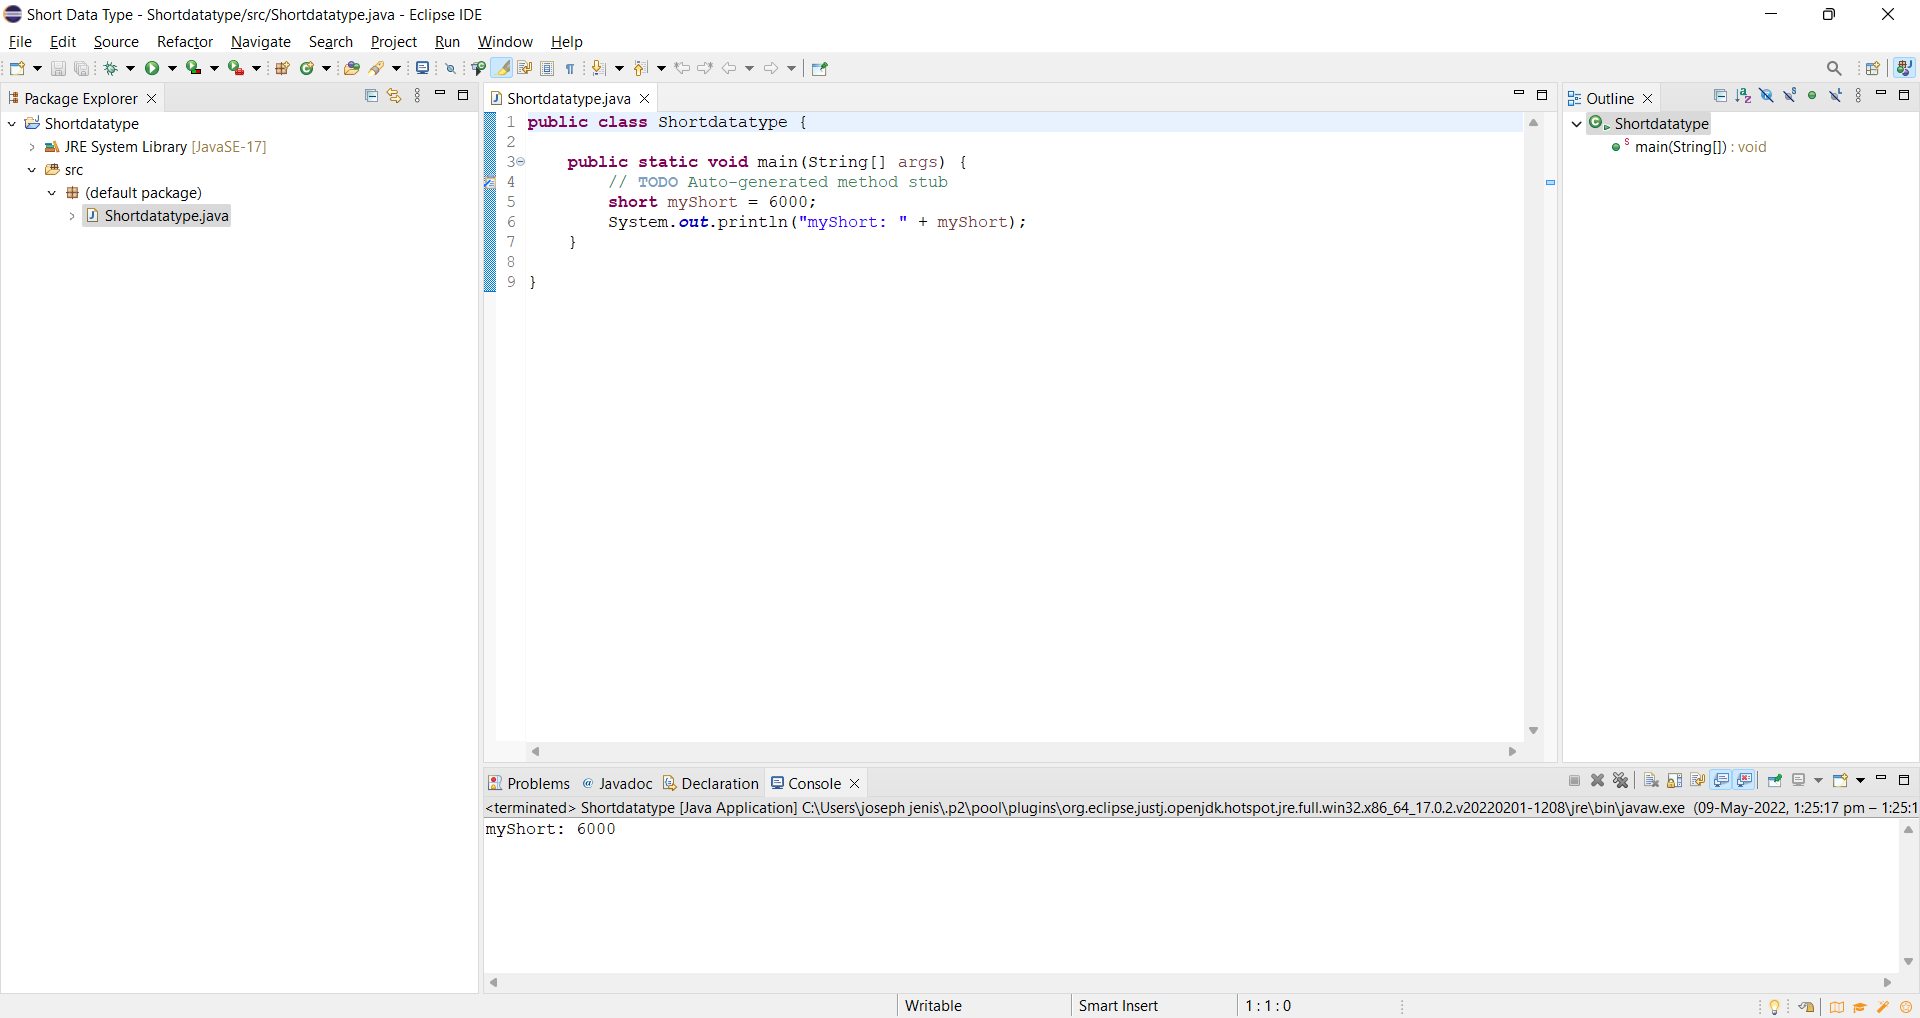 Short Data Type - Shortdatatype/src/Shortdatatype.java - Eclipse IDE
File Edit Source Refactor Navigate Search Project Run Window Help
Package Explorer
Shortdatatype
JRE System Library [JavaSE-17]
src
(default package)
Shortdatatype.java
Shortdatatype.java
1 public class Shortdatatype {
2
3 public static void main(String[] args) {
4 // TODO Auto-generated method stub
5 short myShort = 6000;
6 System.out.println("myShort: " + myShort);
7 }
8
9 }
Outline
Shortdatatype
main(String[]) : void
Problems Javadoc Declaration Console
<terminated> Shortdatatype [Java Application] C:\Users\joseph jenis\.p2\pool\plugins\org.eclipse.justj.openjdk.hotspot.jre.full.win32.x86_64_17.0.2.v20220201-1208\jre\bin\javaw.exe (09-May-2022, 1:25:17 pm – 1:25:1
myShort: 6000
Writable Smart Insert 1 : 1 : 0